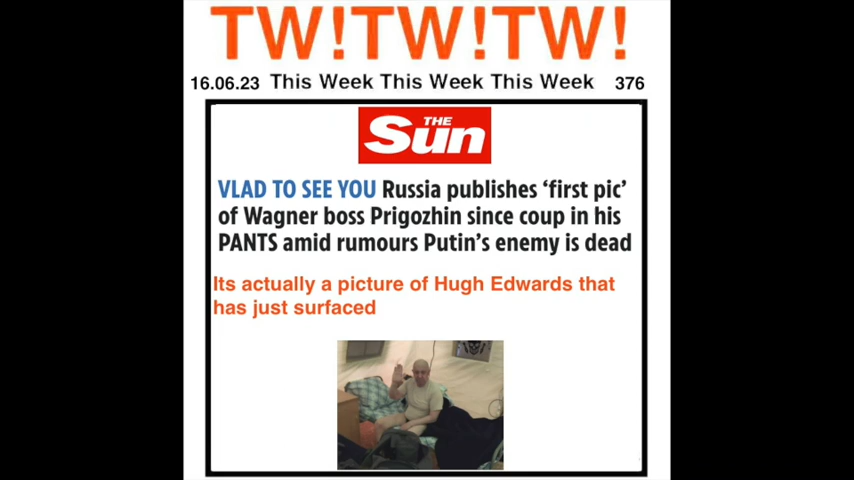 TW!TW!TW!
16.06.23 This Week This Week This Week 376
THE
Sun
VLAD TO SEE YOU Russia publishes ‘first pic’
of Wagner boss Prigozhin since coup in his
PANTS amid rumours Putin’s enemy is dead
Its actually a picture of Hugh Edwards that
has just surfaced